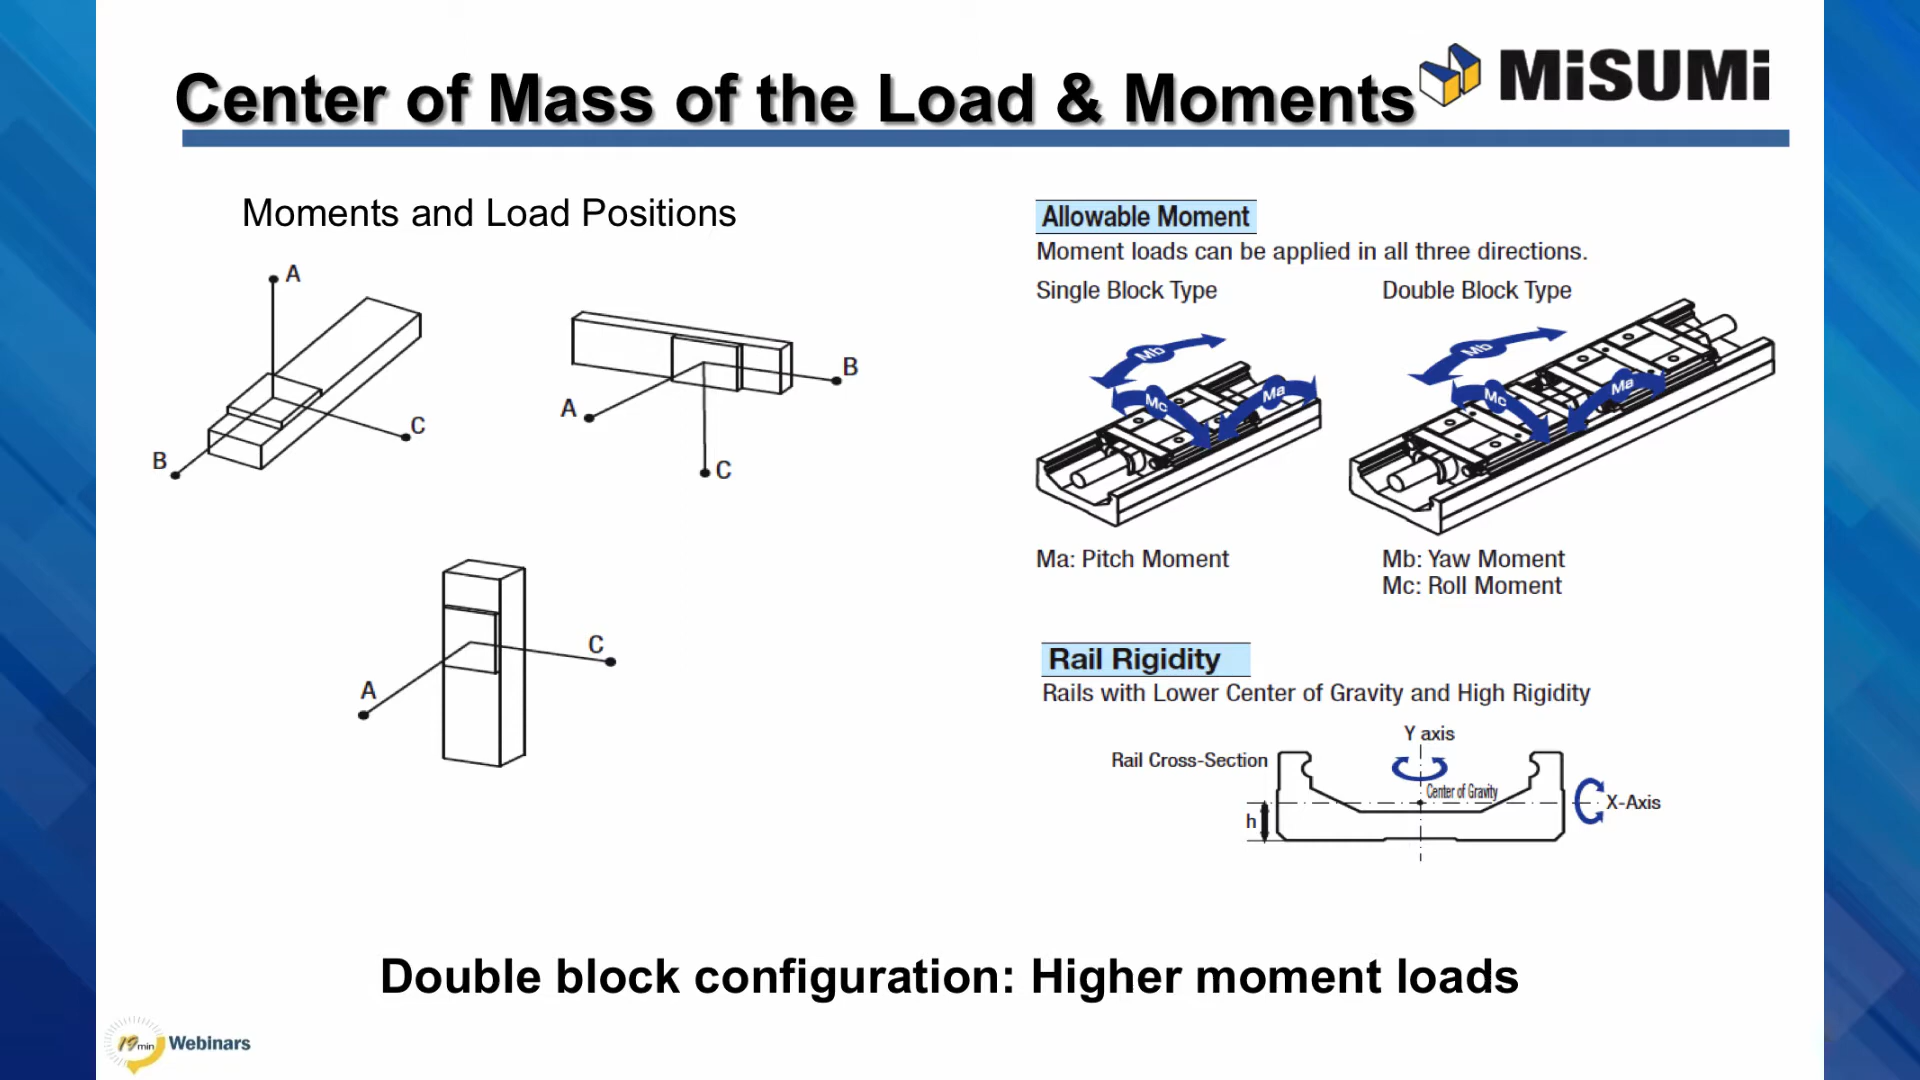 Center of Mass of the Load & Moments
MiSUMi
Moments and Load Positions
A
B
C
A
B
C
A
C
Allowable Moment
Moment loads can be applied in all three directions.
Single Block Type
Double Block Type
Mb
Mc
Ma
Mb
Mc
Ma
Ma: Pitch Moment
Mb: Yaw Moment
Mc: Roll Moment
Rail Rigidity
Rails with Lower Center of Gravity and High Rigidity
Y axis
Rail Cross-Section
Center of Gravity
X-Axis
h
Double block configuration: Higher moment loads
19min Webinars